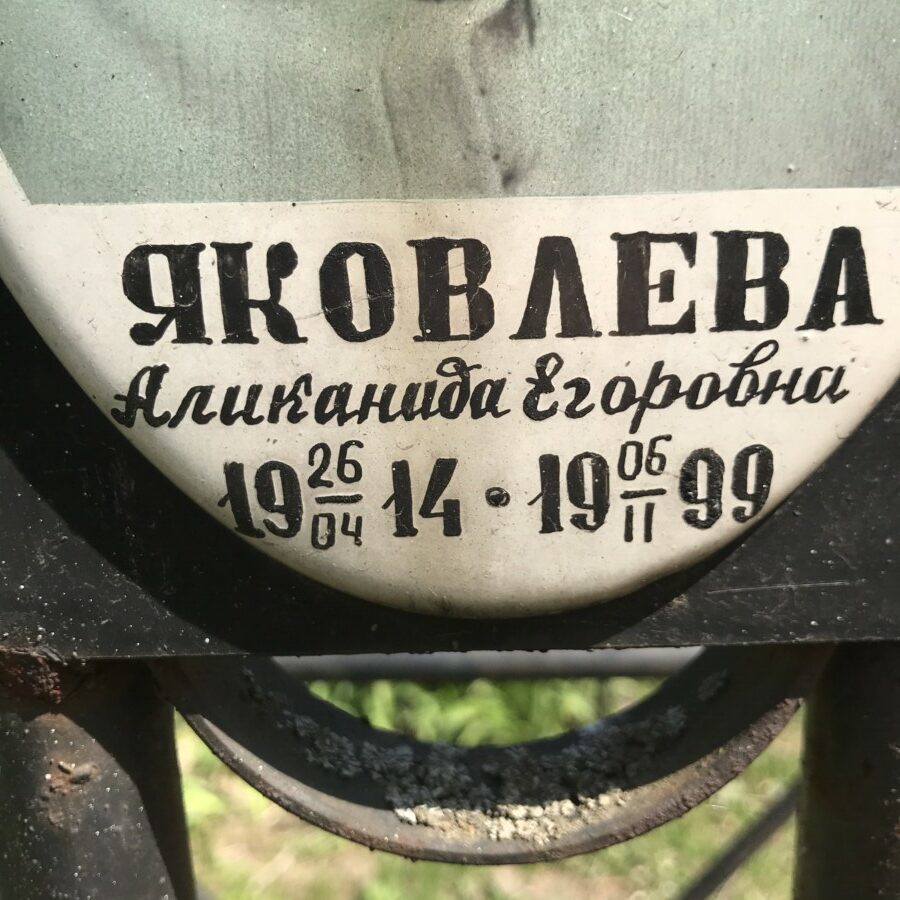 ЯКОВЛЕВА
Аликанида Егоровна
19 26/04 14 · 19 06/11 99